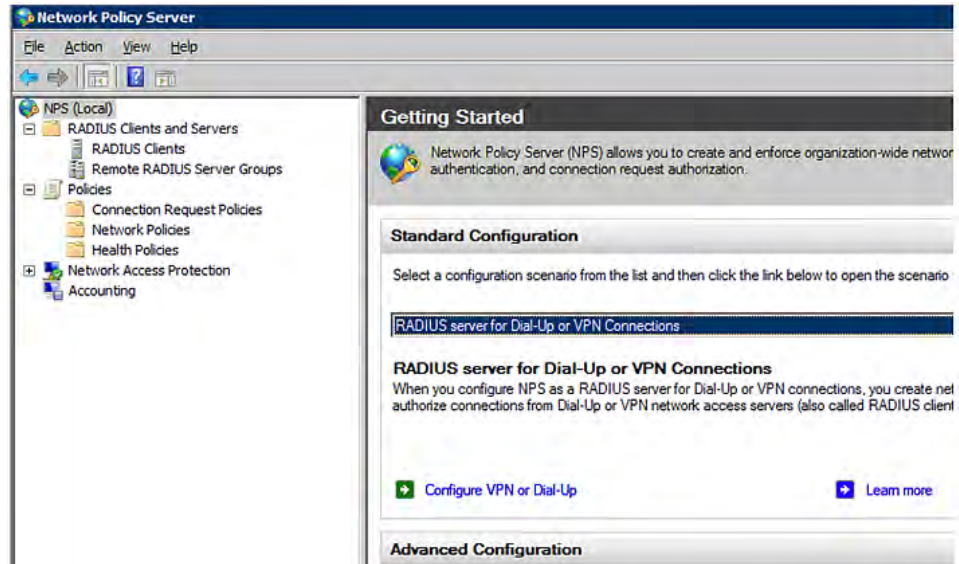 Network Policy Server
File Action View Help
NPS (Local)
RADIUS Clients and Servers
RADIUS Clients
Remote RADIUS Server Groups
Policies
Connection Request Policies
Network Policies
Health Policies
Network Access Protection
Accounting
Getting Started
Network Policy Server (NPS) allows you to create and enforce organization-wide networ
authentication, and connection request authorization.
Standard Configuration
Select a configuration scenario from the list and then click the link below to open the scenario
RADIUS server for Dial-Up or VPN Connections
RADIUS server for Dial-Up or VPN Connections
When you configure NPS as a RADIUS server for Dial-Up or VPN connections, you create net
authorize connections from Dial-Up or VPN network access servers (also called RADIUS client
Configure VPN or Dial-Up Learn more
Advanced Configuration